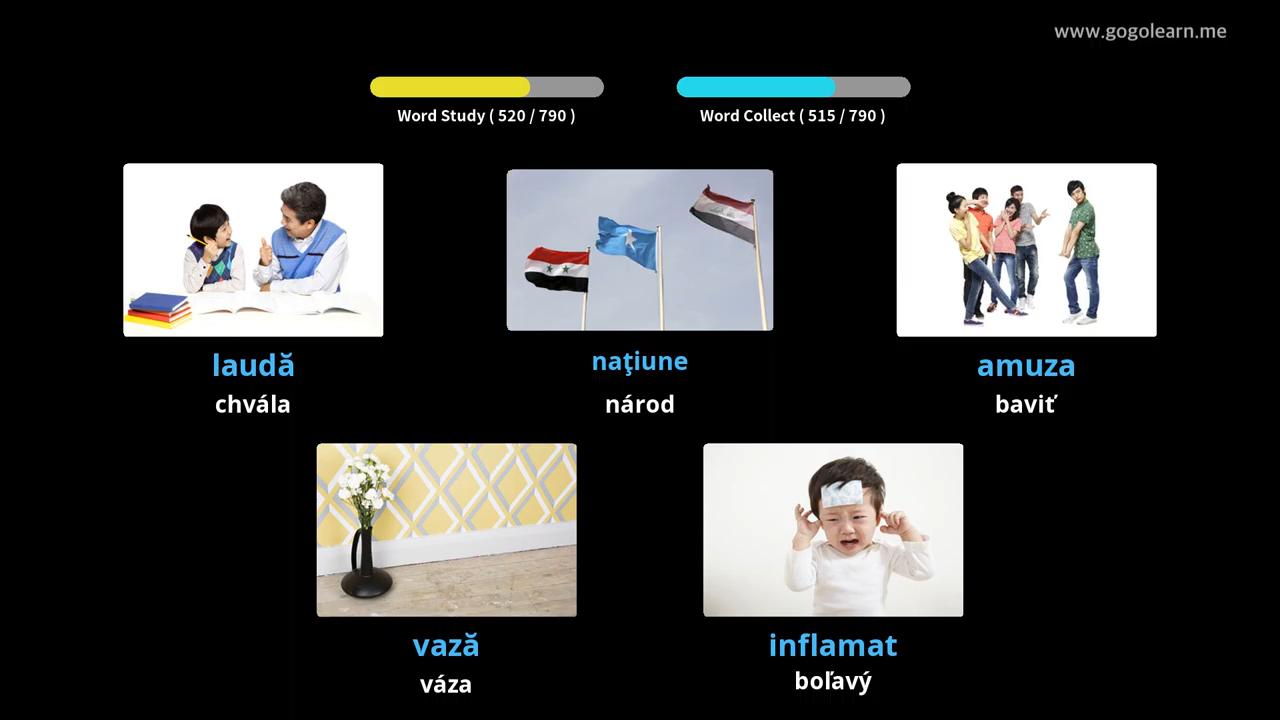 www.gogolearn.me
Word Study ( 520 / 790 )
Word Collect ( 515 / 790 )
laudă
chvála
naţiune
národ
amuza
baviť
vază
váza
inflamat
boľavý